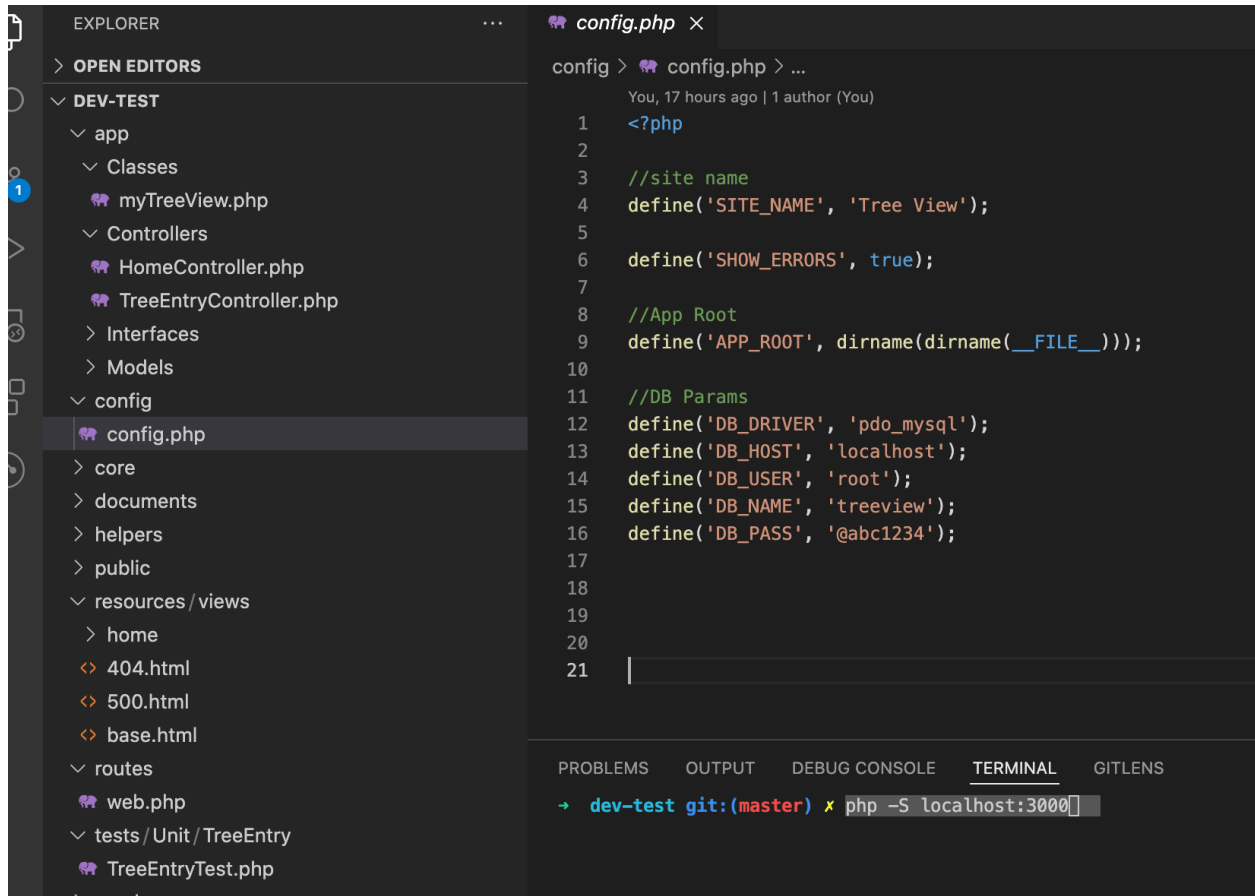 EXPLORER
OPEN EDITORS
DEV-TEST
app
Classes
myTreeView.php
Controllers
HomeController.php
TreeEntryController.php
Interfaces
Models
config
config.php
core
documents
helpers
public
resources/views
home
404.html
500.html
base.html
routes
web.php
tests/Unit/TreeEntry
TreeEntryTest.php
1
config.php
config > config.php > ...
You, 17 hours ago | 1 author (You)
1 <?php
2
3 //site name
4 define('SITE_NAME', 'Tree View');
5
6 define('SHOW_ERRORS', true);
7
8 //App Root
9 define('APP_ROOT', dirname(dirname(__FILE__)));
10
11 //DB Params
12 define('DB_DRIVER', 'pdo_mysql');
13 define('DB_HOST', 'localhost');
14 define('DB_USER', 'root');
15 define('DB_NAME', 'treeview');
16 define('DB_PASS', '@abc1234');
17
18
19
20
21
PROBLEMS OUTPUT DEBUG CONSOLE TERMINAL GITLENS
→ dev-test git:(master) ✗ php -S localhost:3000